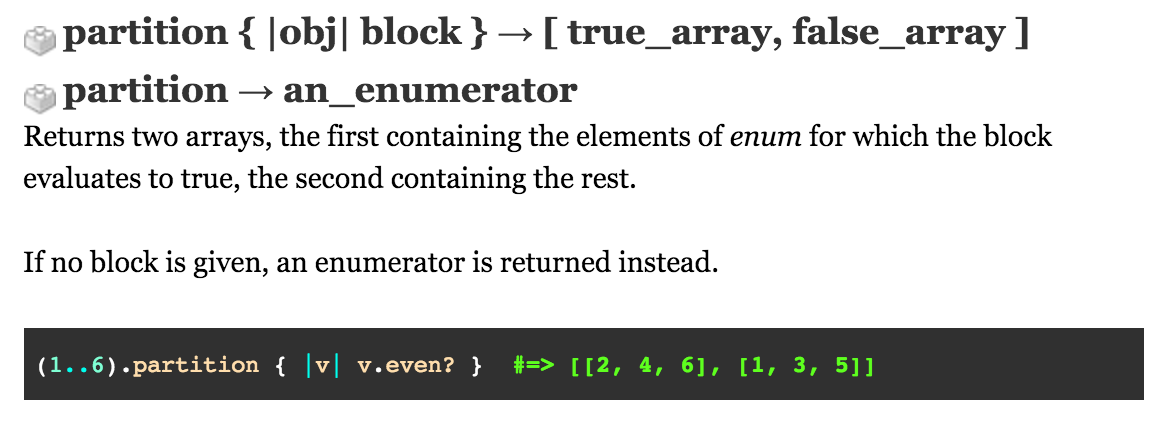 partition { |obj| block } → [ true_array, false_array ]
partition → an_enumerator
Returns two arrays, the first containing the elements of enum for which the block
evaluates to true, the second containing the rest.
If no block is given, an enumerator is returned instead.
(1..6).partition { |v| v.even? }  #=> [[2, 4, 6], [1, 3, 5]]